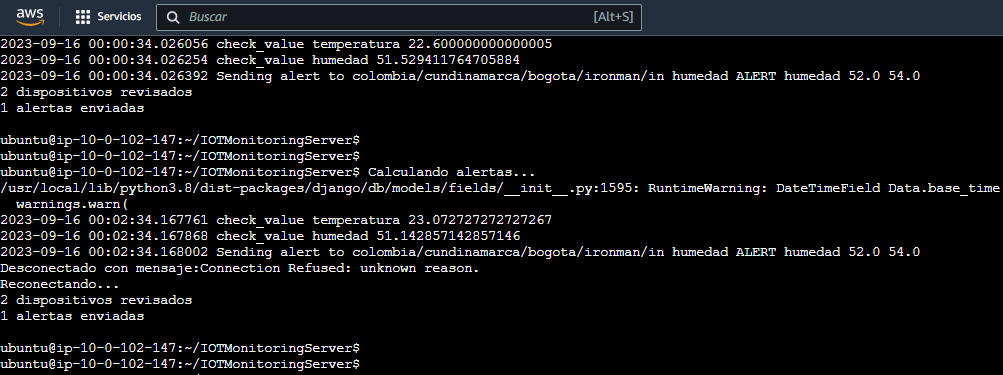 aws
Servicios
Buscar
[Alt+S]
2023-09-16 00:00:34.026056 check_value temperatura 22.600000000000005
2023-09-16 00:00:34.026254 check_value humedad 51.529411764705884
2023-09-16 00:00:34.026392 Sending alert to colombia/cundinamarca/bogota/ironman/in humedad ALERT humedad 52.0 54.0
2 dispositivos revisados
1 alertas enviadas
ubuntu@ip-10-0-102-147:~/IOTMonitoringServer$
ubuntu@ip-10-0-102-147:~/IOTMonitoringServer$
ubuntu@ip-10-0-102-147:~/IOTMonitoringServer$ Calculando alertas...
/usr/local/lib/python3.8/dist-packages/django/db/models/fields/__init__.py:1595: RuntimeWarning: DateTimeField Data.base_time
warnings.warn(
2023-09-16 00:02:34.167761 check_value temperatura 23.072727272727267
2023-09-16 00:02:34.167868 check_value humedad 51.142857142857146
2023-09-16 00:02:34.168002 Sending alert to colombia/cundinamarca/bogota/ironman/in humedad ALERT humedad 52.0 54.0
Desconectado con mensaje:Connection Refused: unknown reason.
Reconectando...
2 dispositivos revisados
1 alertas enviadas
ubuntu@ip-10-0-102-147:~/IOTMonitoringServer$
ubuntu@ip-10-0-102-147:~/IOTMonitoringServer$